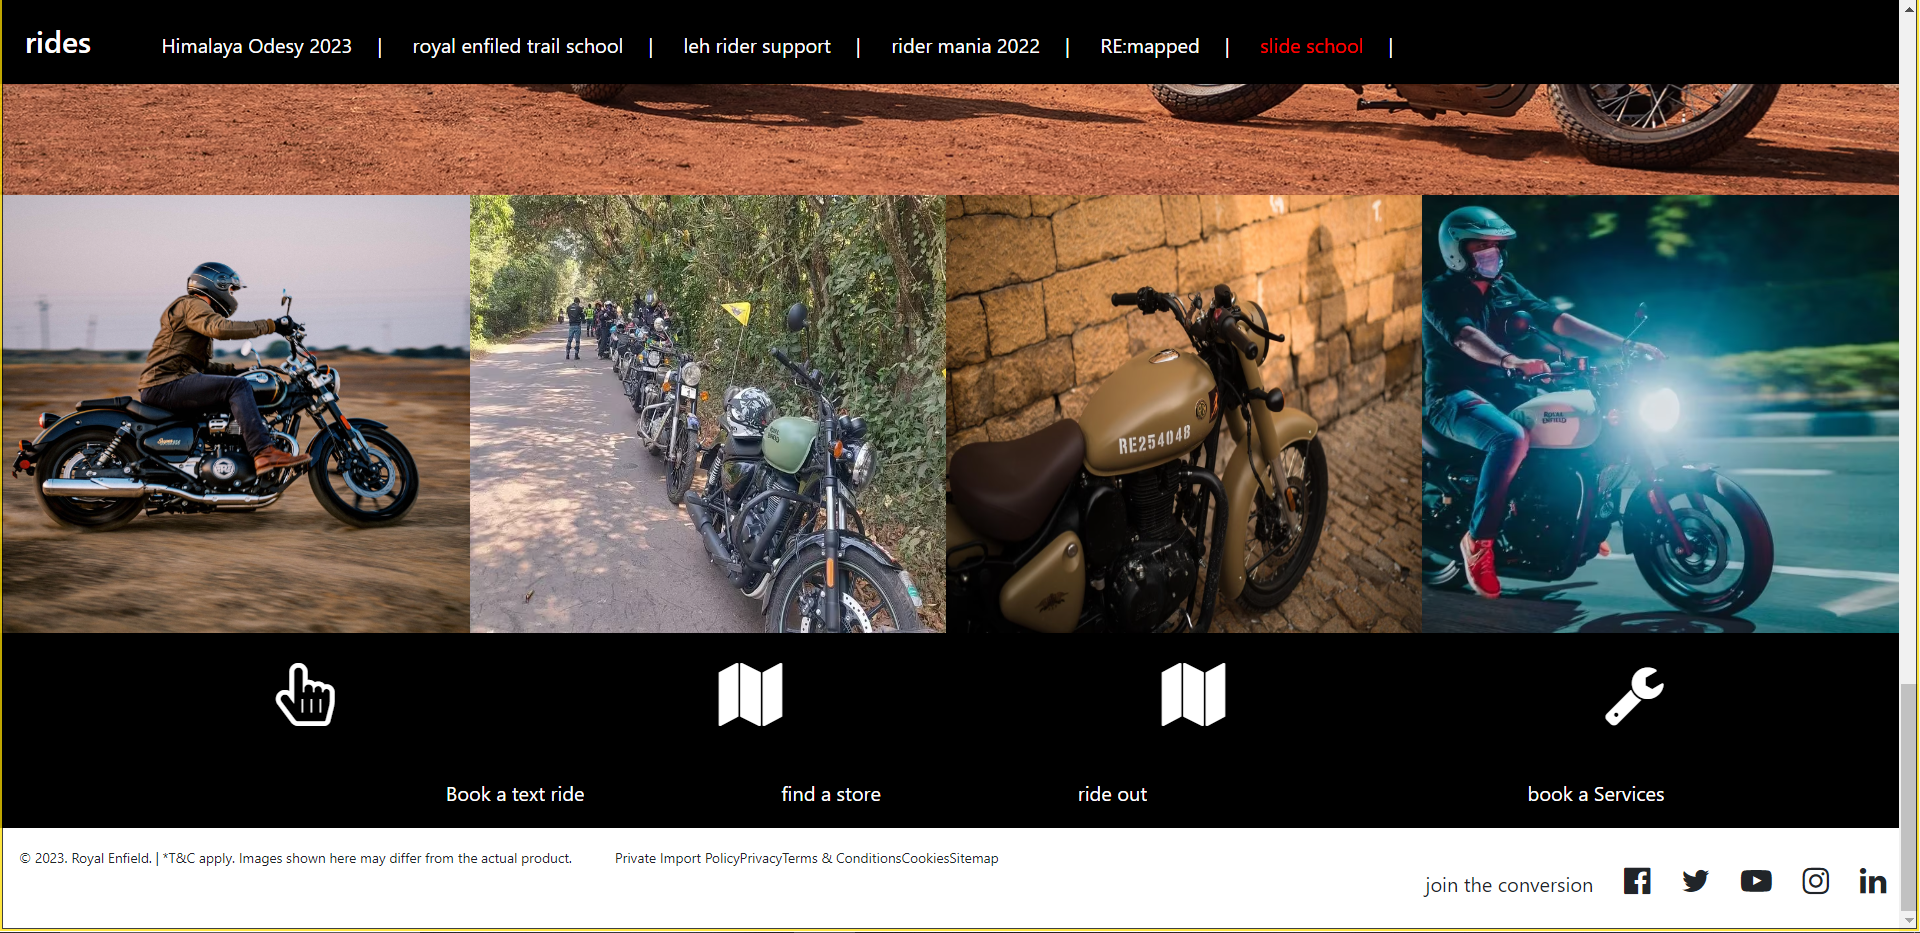 rides Himalaya Odesy 2023 | royal enfiled trail school | leh rider support | rider mania 2022 | RE:mapped | slide school |
RE254048
ROYAL
ENFIELD
Book a text ride find a store ride out book a Services
© 2023. Royal Enfield. | *T&C apply. Images shown here may differ from the actual product. Private Import PolicyPrivacyTerms & ConditionsCookiesSitemap
join the conversion